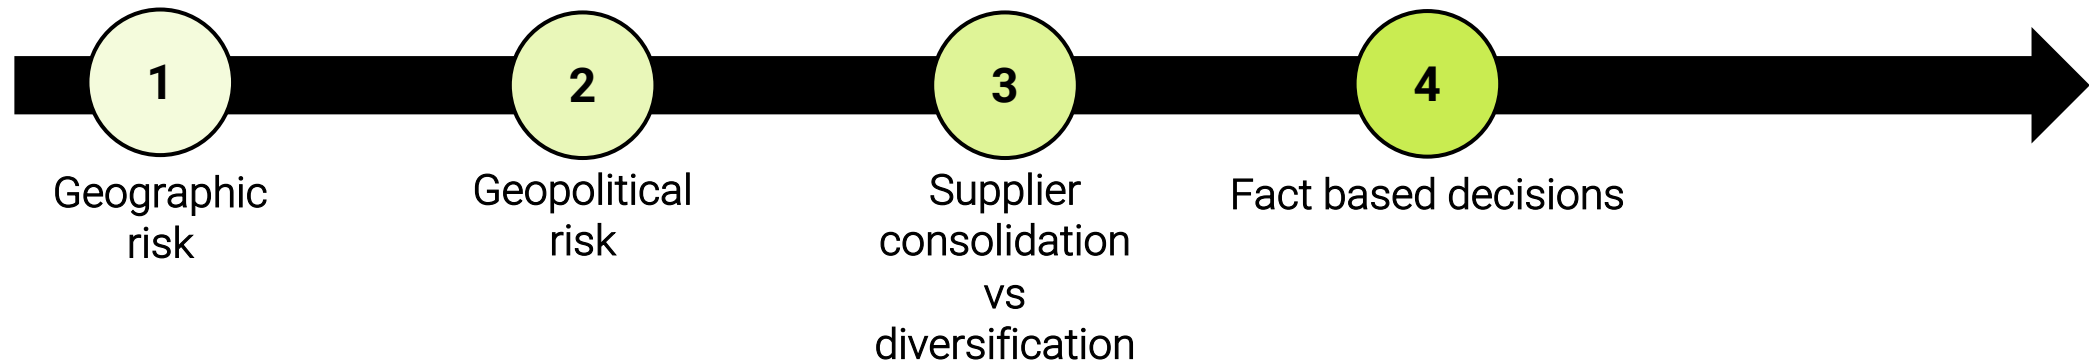 1
2
3
4
Geographic
risk
Geopolitical
risk
Supplier
consolidation
vs
diversification
Fact based decisions